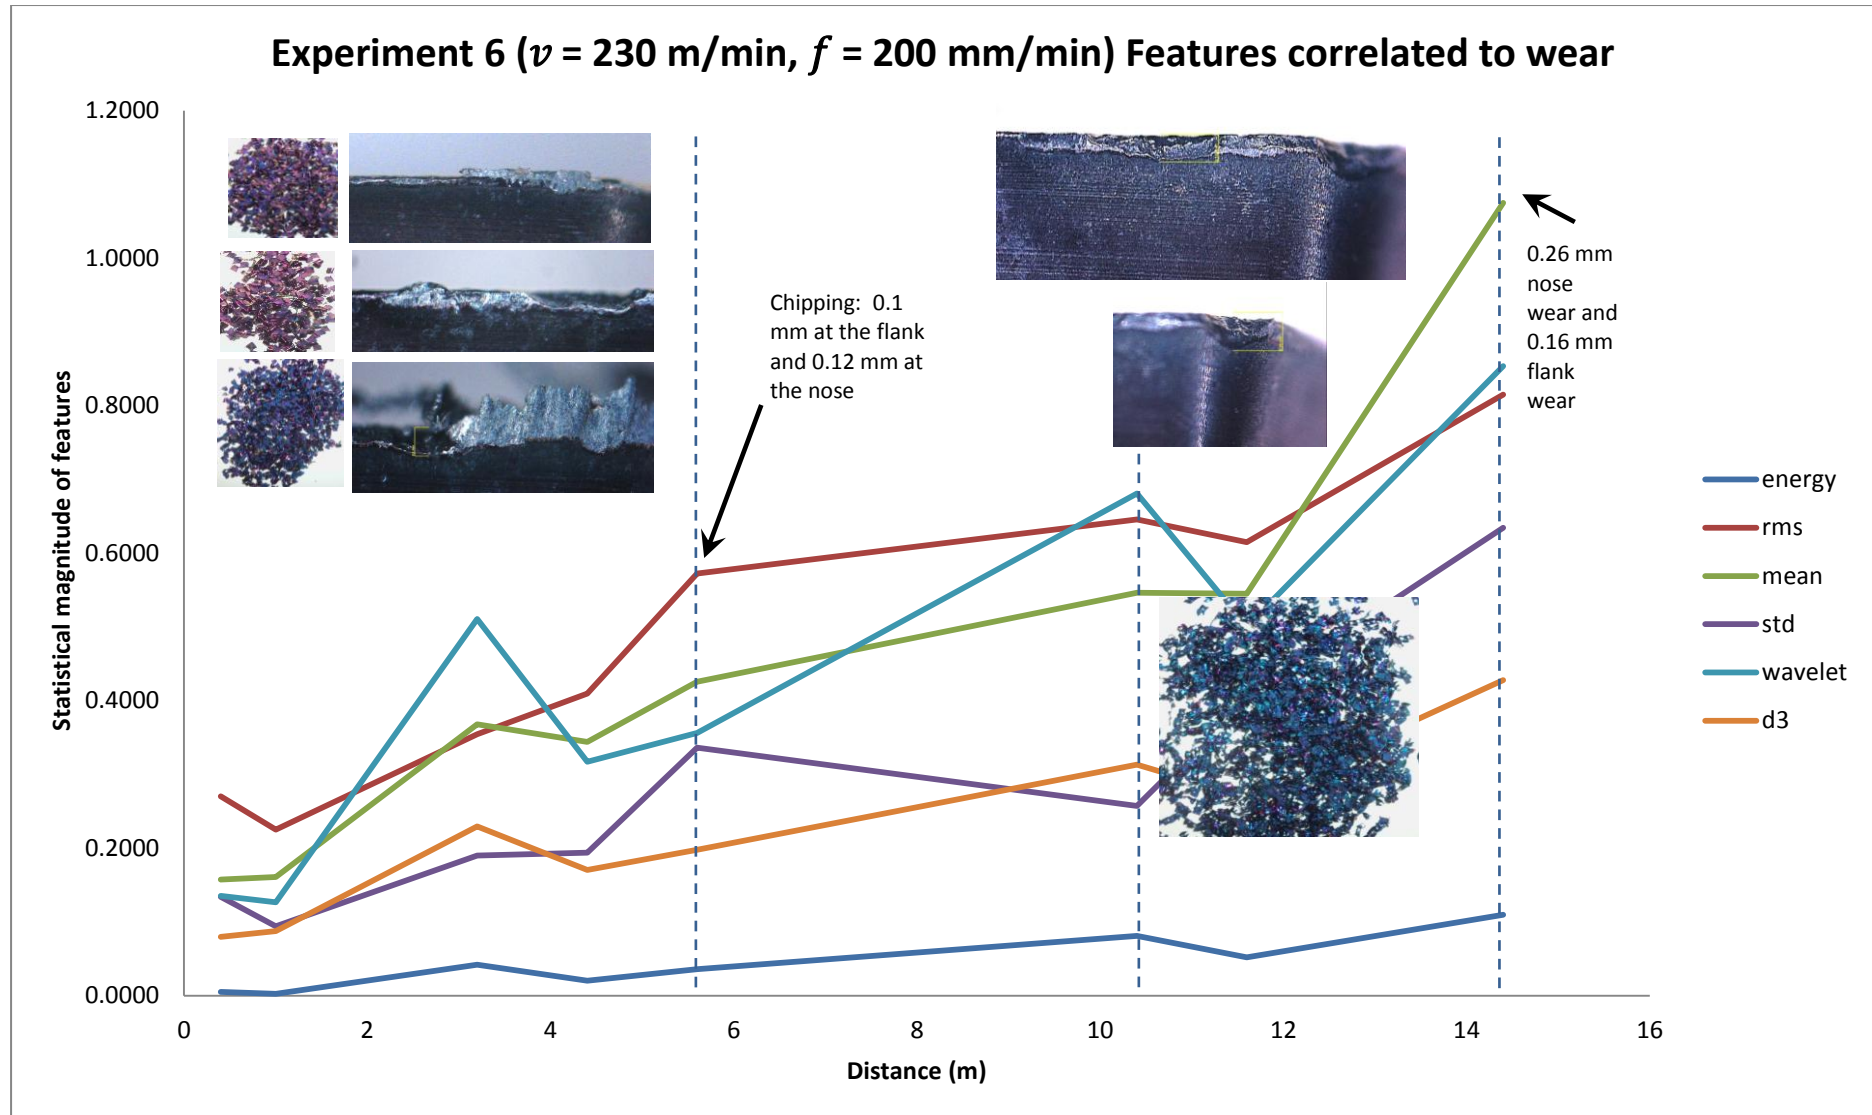 Experiment 6 (𝑣 = 230 m/min, 𝑓 = 200 mm/min) Features correlated to wear
1.2000
1.0000
0.8000
0.6000
0.4000
0.2000
0.0000
Statistical magnitude of features
Chipping: 0.1
mm at the flank
and 0.12 mm at
the nose
0.26 mm
nose
wear and
0.16 mm
flank
wear
energy
rms
mean
std
wavelet
d3
0 2 4 6 8 10 12 14 16
Distance (m)